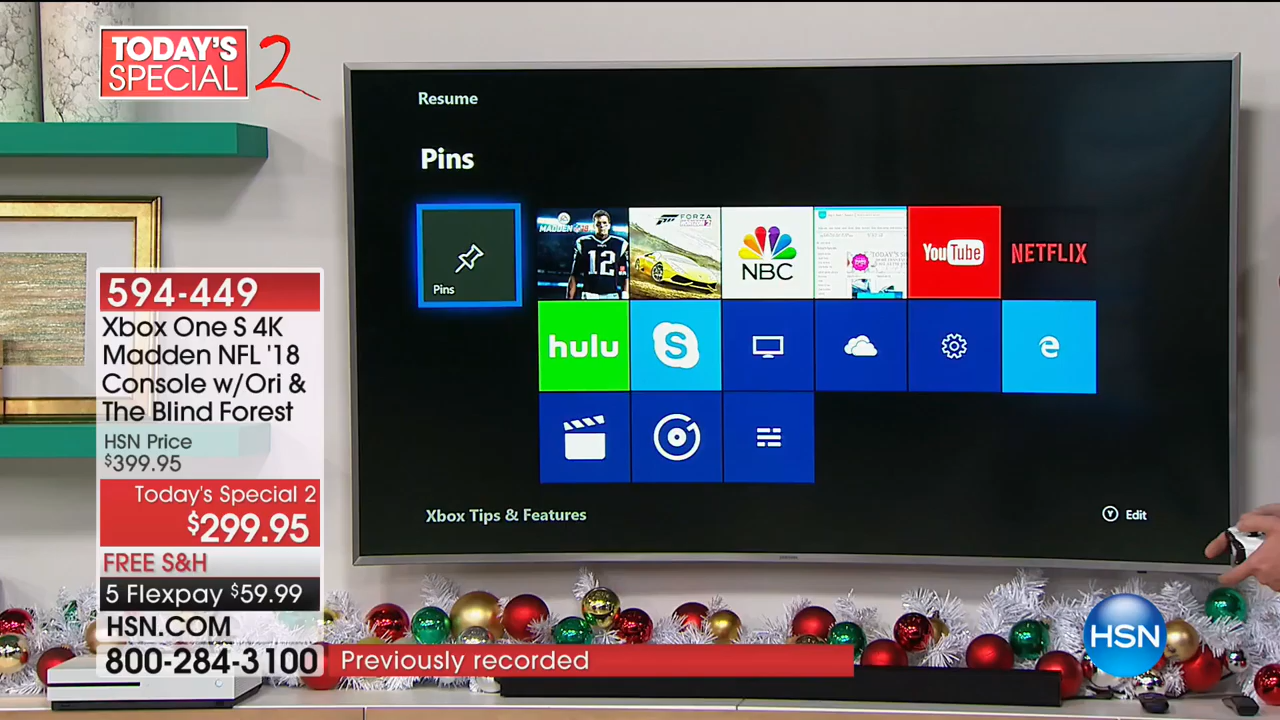 TODAY'S
SPECIAL 2
594-449
Xbox One S 4K
Madden NFL '18
Console w/Ori &
The Blind Forest
HSN Price
$399.95
Today's Special 2
$299.95
FREE S&H
5 Flexpay $59.99
HSN.COM
800-284-3100
Previously recorded
HSN
Resume
Pins
Pins
MADDEN
12
FORZA
NBC
YouTube
NETFLIX
hulu
S
e
Xbox Tips & Features
Y Edit